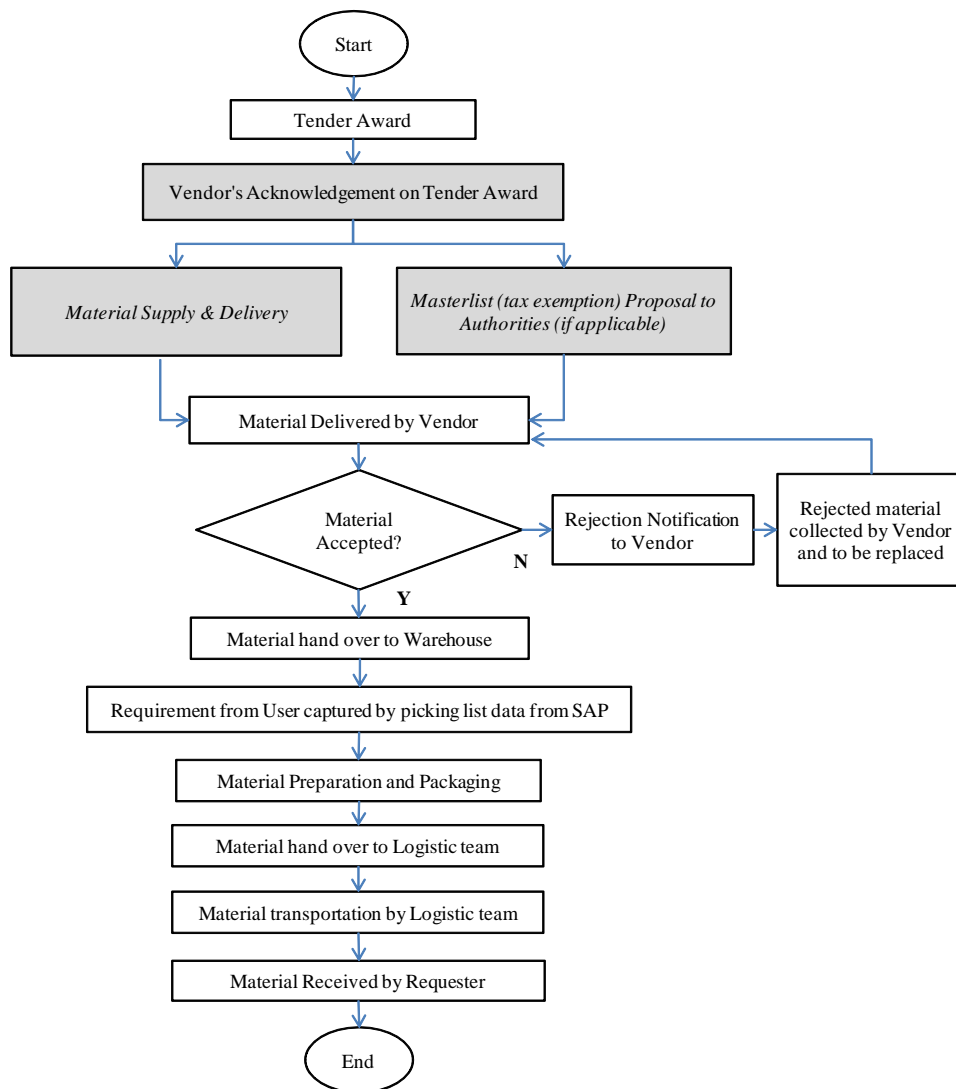 Start
Tender Award
Vendor's Acknowledgement on Tender Award
Material Supply & Delivery
Masterlist (tax exemption) Proposal to
Authorities (if applicable)
Material Delivered by Vendor
Material
Accepted?
N
Rejection Notification
to Vendor
Rejected material
collected by Vendor
and to be replaced
Y
Material hand over to Warehouse
Requirement from User captured by picking list data from SAP
Material Preparation and Packaging
Material hand over to Logistic team
Material transportation by Logistic team
Material Received by Requester
End